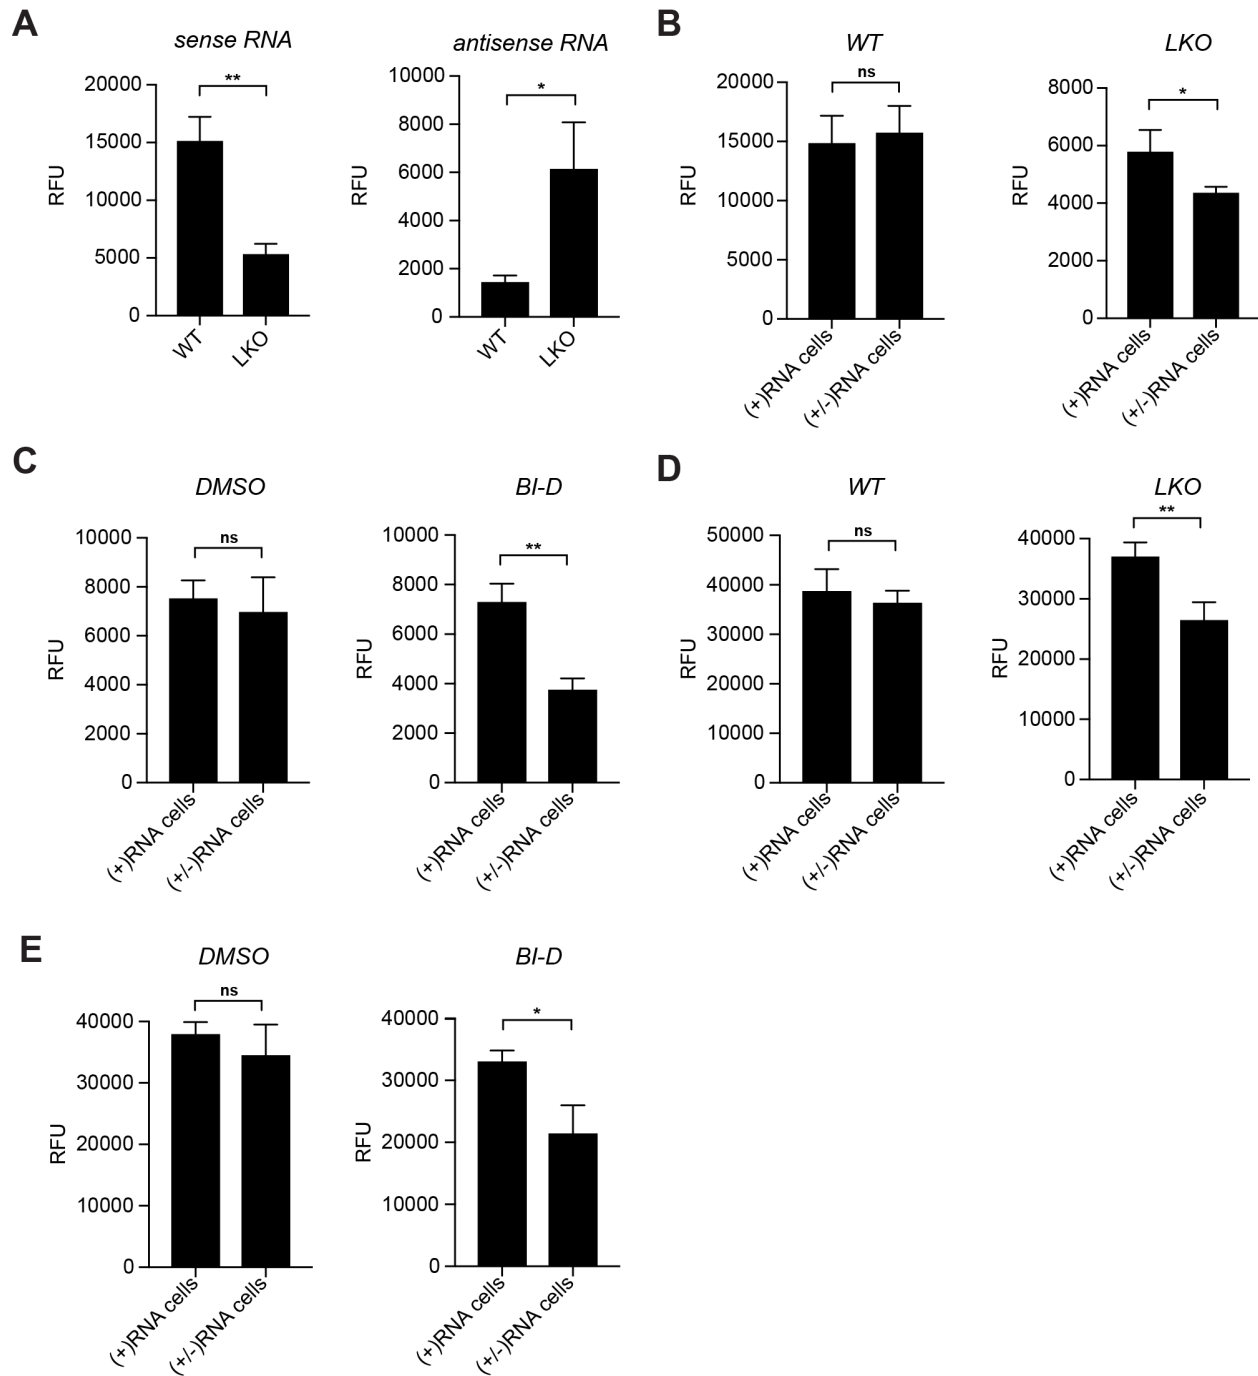 A
sense RNA
**
RFU
20000
15000
10000
5000
0
WT
LKO
antisense RNA
*
RFU
10000
8000
6000
4000
2000
0
WT
LKO
B
WT
ns
RFU
20000
15000
10000
5000
0
(+)RNA cells
(+/-)RNA cells
LKO
*
RFU
8000
6000
4000
2000
0
(+)RNA cells
(+/-)RNA cells
C
DMSO
ns
RFU
10000
8000
6000
4000
2000
0
(+)RNA cells
(+/-)RNA cells
BI-D
**
RFU
10000
8000
6000
4000
2000
0
(+)RNA cells
(+/-)RNA cells
D
WT
ns
RFU
50000
40000
30000
20000
10000
0
(+)RNA cells
(+/-)RNA cells
LKO
**
RFU
40000
30000
20000
10000
0
(+)RNA cells
(+/-)RNA cells
E
DMSO
ns
RFU
40000
30000
20000
10000
0
(+)RNA cells
(+/-)RNA cells
BI-D
*
RFU
40000
30000
20000
10000
0
(+)RNA cells
(+/-)RNA cells